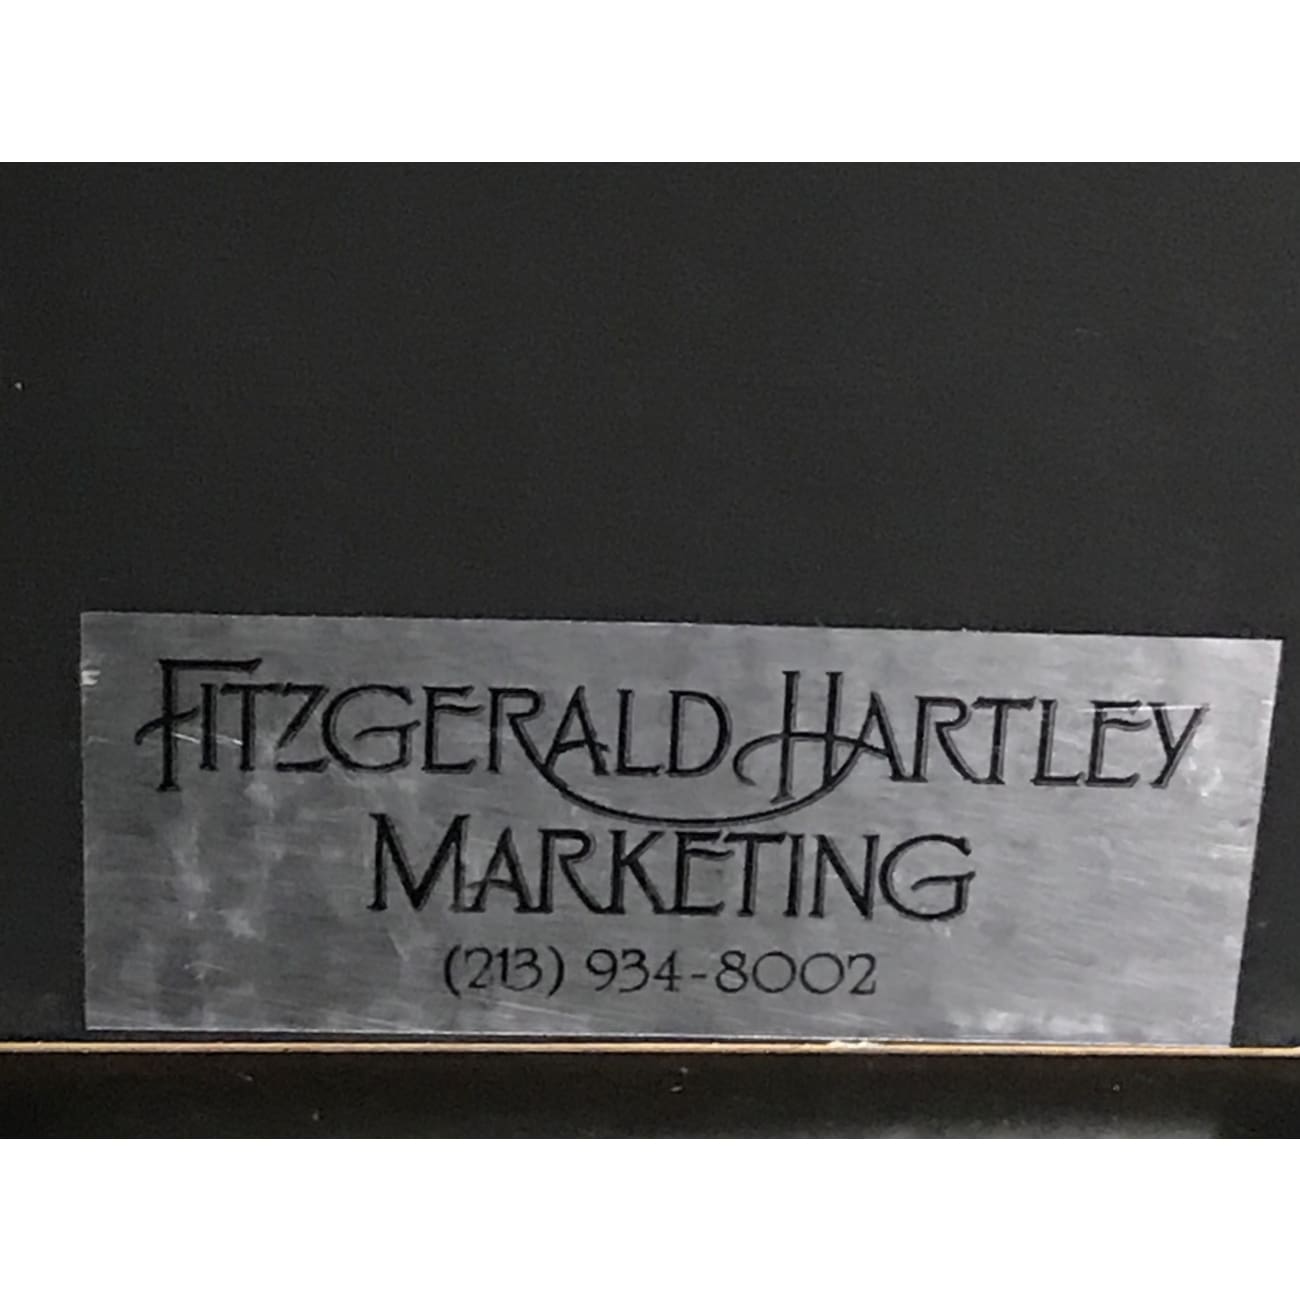 FITZGERALD HARTLEY
MARKETING
(213) 934-8002